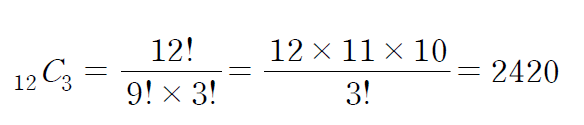 ₁₂C₃ = 12! / (9! × 3!) = (12 × 11 × 10) / 3! = 2420